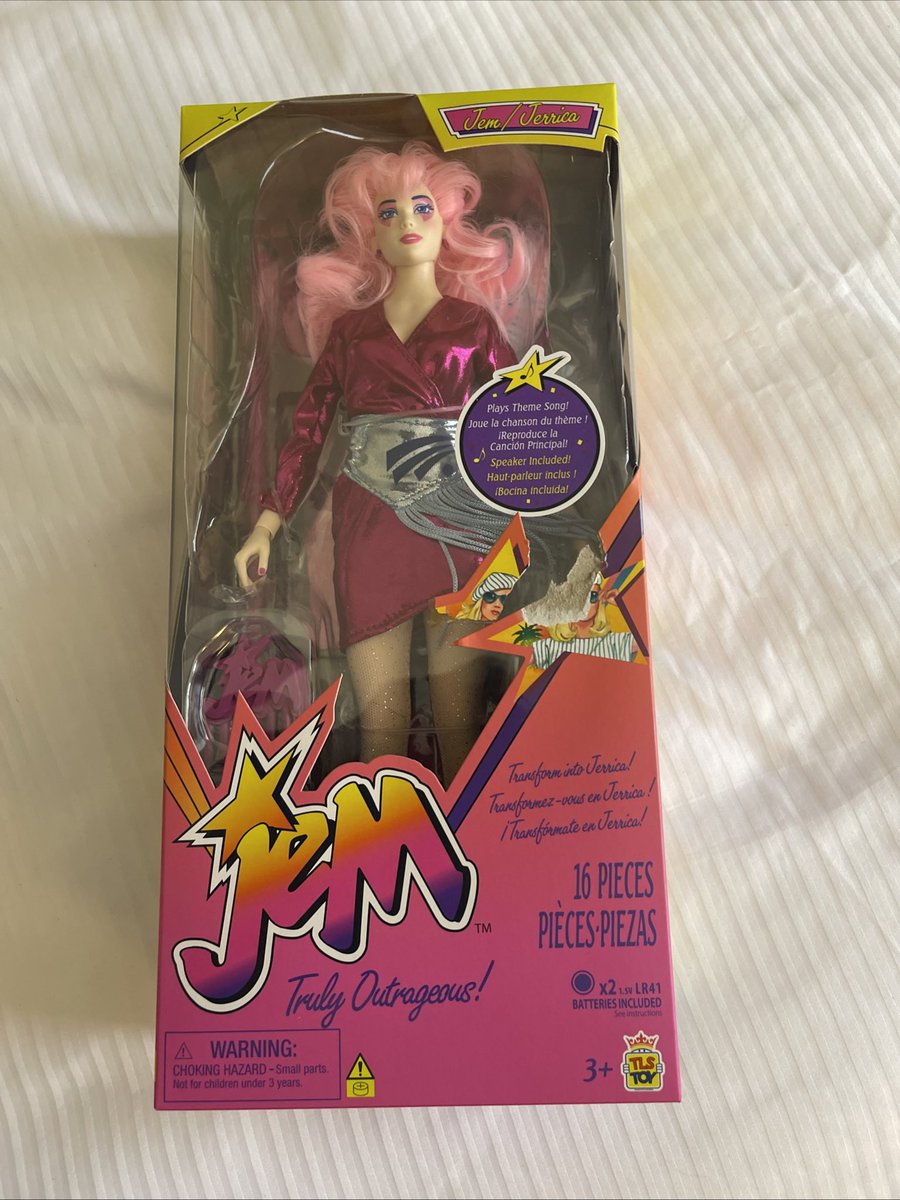 Jem/Jerrica
Plays Theme Song!
Joue la chanson du thème !
¡Reproduce la
Canción Principal!
Speaker Included!
Haut-parleur inclus !
¡Bocina incluida!
JEM
Transform into Jerrica!
Transformez-vous en Jerrica !
¡Transfórmate en Jerrica!
16 PIECES
PIÈCES·PIEZAS
JeM TM
Truly Outrageous!
x2 1.5V LR41
BATTERIES INCLUDED
See instructions
WARNING:
CHOKING HAZARD – Small parts.
Not for children under 3 years.
3+
TLS
TOY